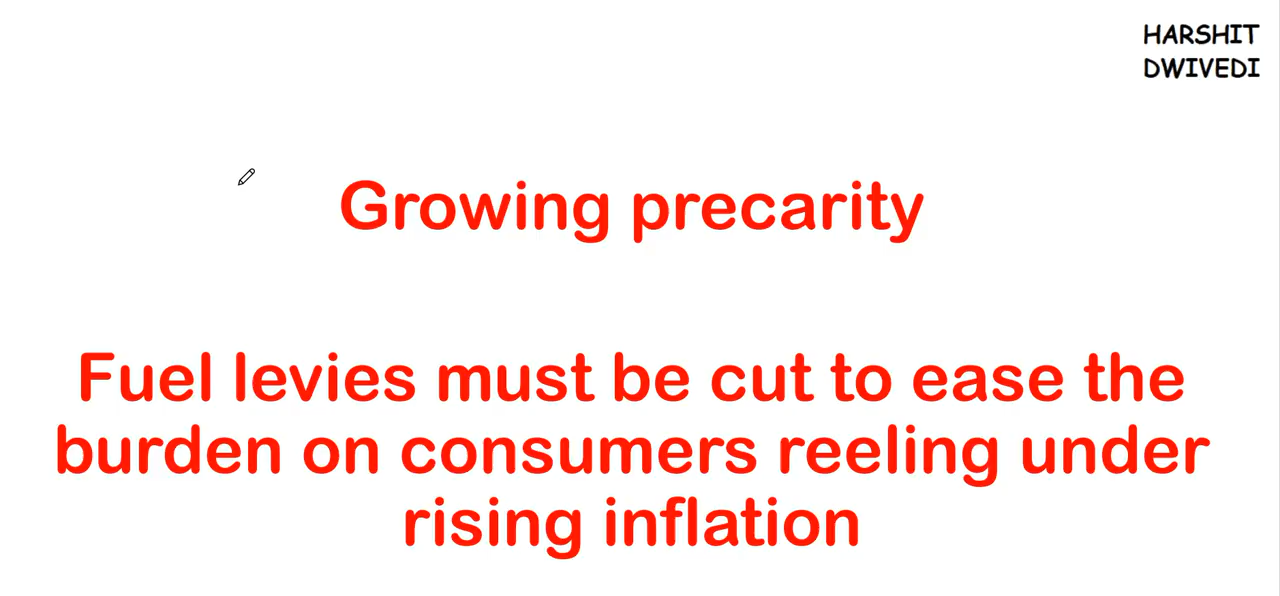 HARSHIT
DWIVEDI
Growing precarity
Fuel levies must be cut to ease the
burden on consumers reeling under
rising inflation